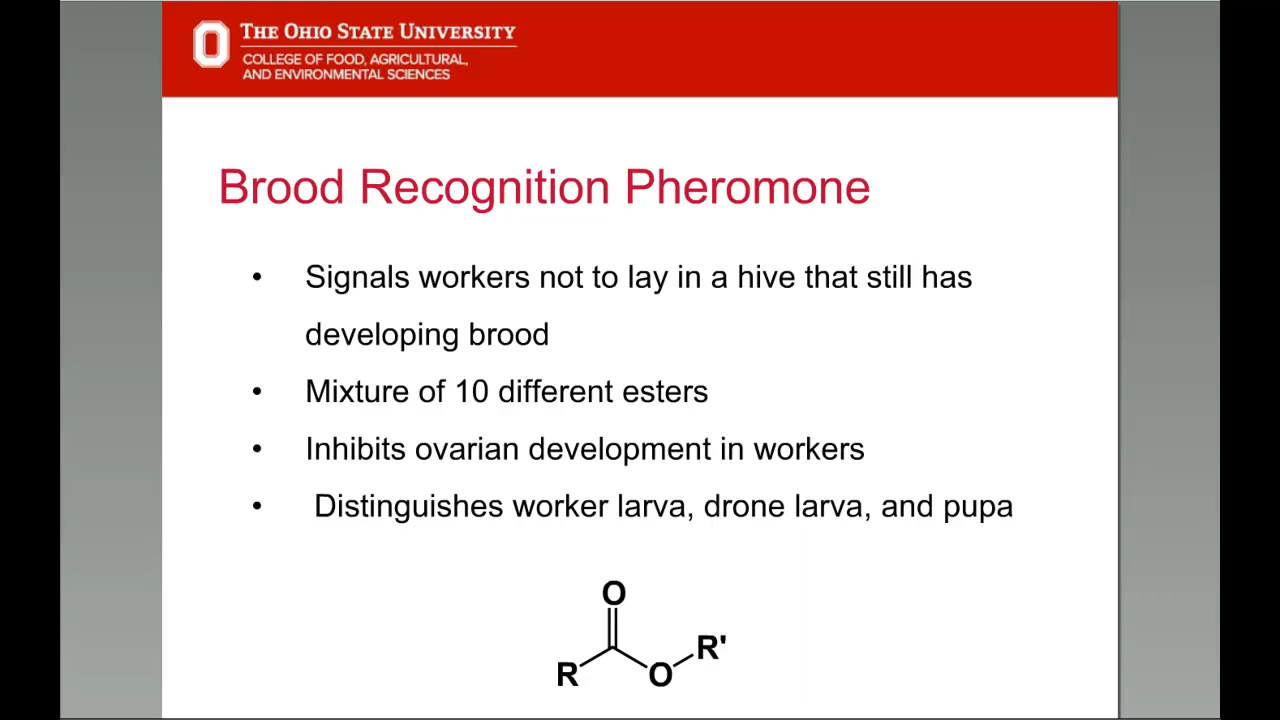 THE OHIO STATE UNIVERSITY
COLLEGE OF FOOD, AGRICULTURAL,
AND ENVIRONMENTAL SCIENCES
Brood Recognition Pheromone
• Signals workers not to lay in a hive that still has
developing brood
• Mixture of 10 different esters
• Inhibits ovarian development in workers
• Distinguishes worker larva, drone larva, and pupa
O
R'
R
O